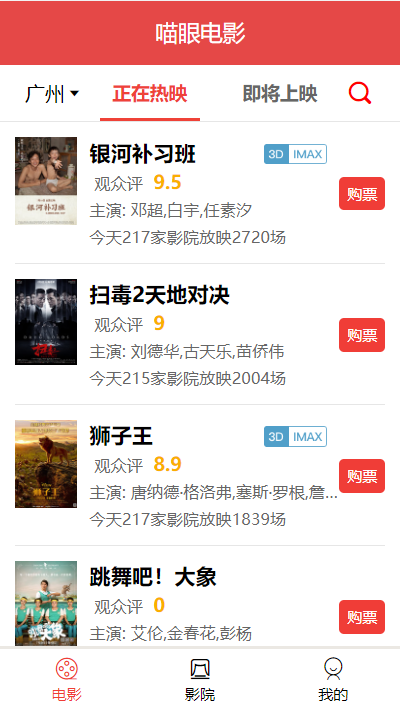 喵眼电影
广州 正在热映 即将上映
银河补习班 3D IMAX
观众评 9.5
主演: 邓超,白宇,任素汐
今天217家影院放映2720场
购票
银河补习班
扫毒2天地对决
观众评 9
主演: 刘德华,古天乐,苗侨伟
今天215家影院放映2004场
购票
狮子王 3D IMAX
观众评 8.9
主演: 唐纳德·格洛弗,塞斯·罗根,詹...
今天217家影院放映1839场
购票
狮子王
跳舞吧！大象
观众评 0
主演: 艾伦,金春花,彭杨
购票
电影 影院 我的